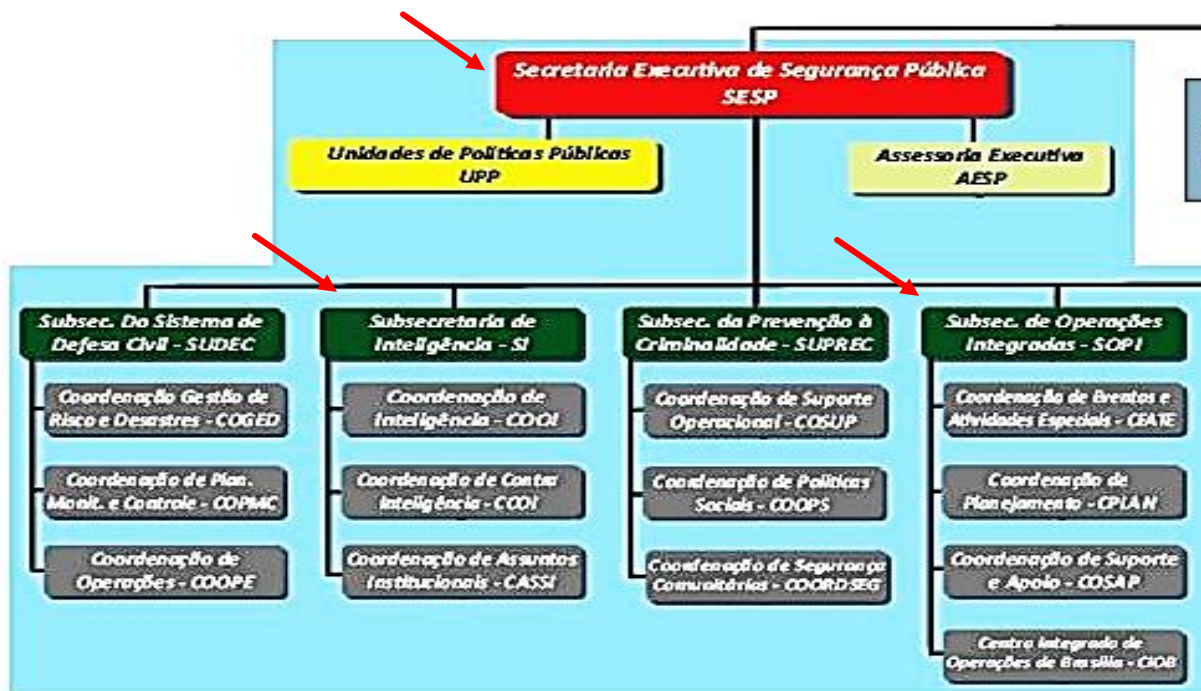 Secretaria Executiva de Segurança Pública
SESP
Unidades de Políticas Públicas
UPP
Assessoria Executiva
AESP
Subsec. Do Sistema de
Defesa Civil - SUDEC
Coordenação Gestão de
Risco e Desastres - COGED
Coordenação de Plan.
Monit. e Controle - COPMC
Coordenação de
Operações - COOPE
Subsecretaria de
Inteligência - SI
Coordenação de
Inteligência - COOI
Coordenação de Contra
Inteligência - CCOI
Coordenação de Assuntos
Institucionais - CASSI
Subsec. da Prevenção à
Criminalidade - SUPREC
Coordenação de Suporte
Operacional - COSUP
Coordenação de Políticas
Sociais - COOPS
Coordenação de Segurança
Comunitárias - COORDSEG
Subsec. de Operações
Integradas - SOPI
Coordenação de Eventos e
Atividades Especiais - CEATE
Coordenação de
Planejamento - CPLAN
Coordenação de Suporte
e Apoio - COSAP
Centro Integrado de
Operações de Brasília - CIOB